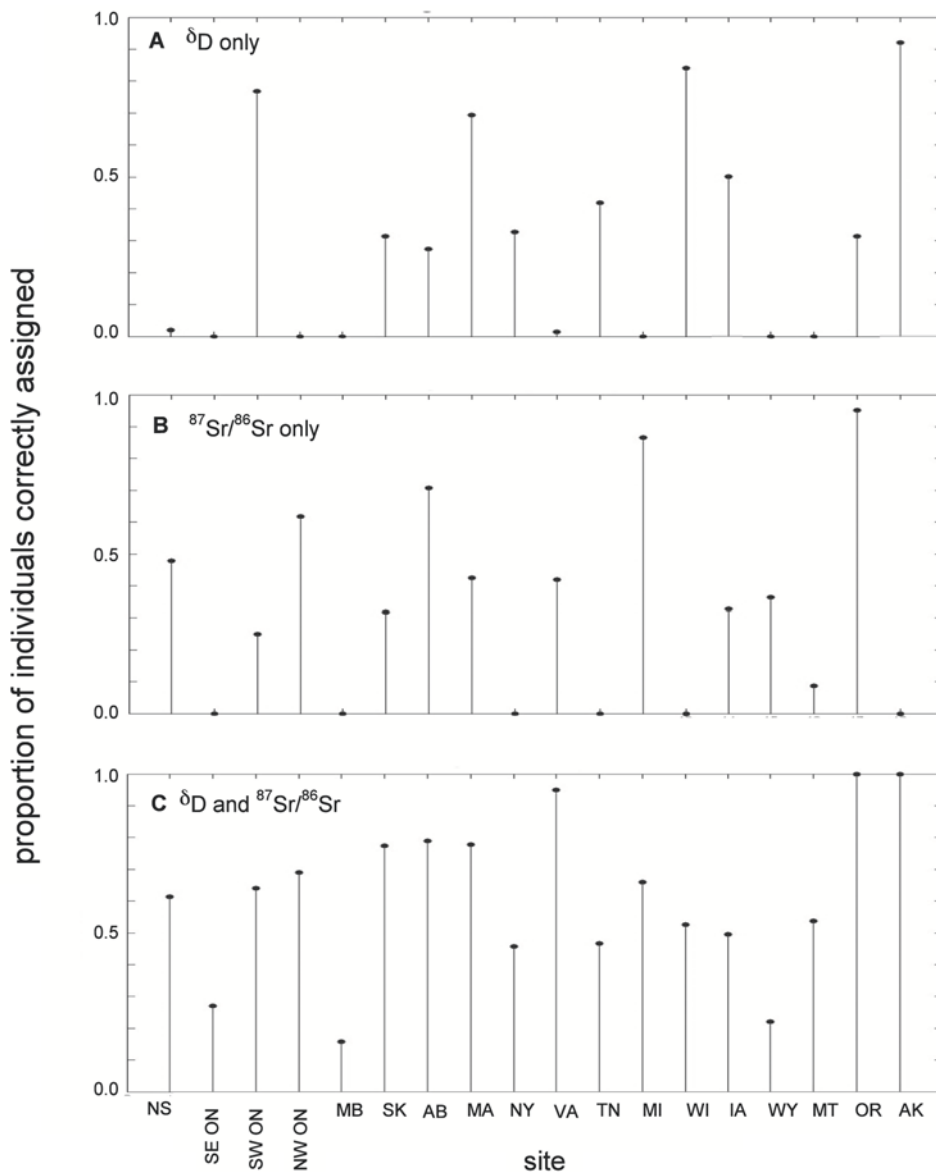 proportion of individuals correctly assigned
A δD only
1.0
0.5
0.0
B ⁸⁷Sr/⁸⁶Sr only
1.0
0.5
0.0
C δD and ⁸⁷Sr/⁸⁶Sr
1.0
0.5
0.0
NS SE ON SW ON NW ON MB SK AB MA NY VA TN MI WI IA WY MT OR AK
site